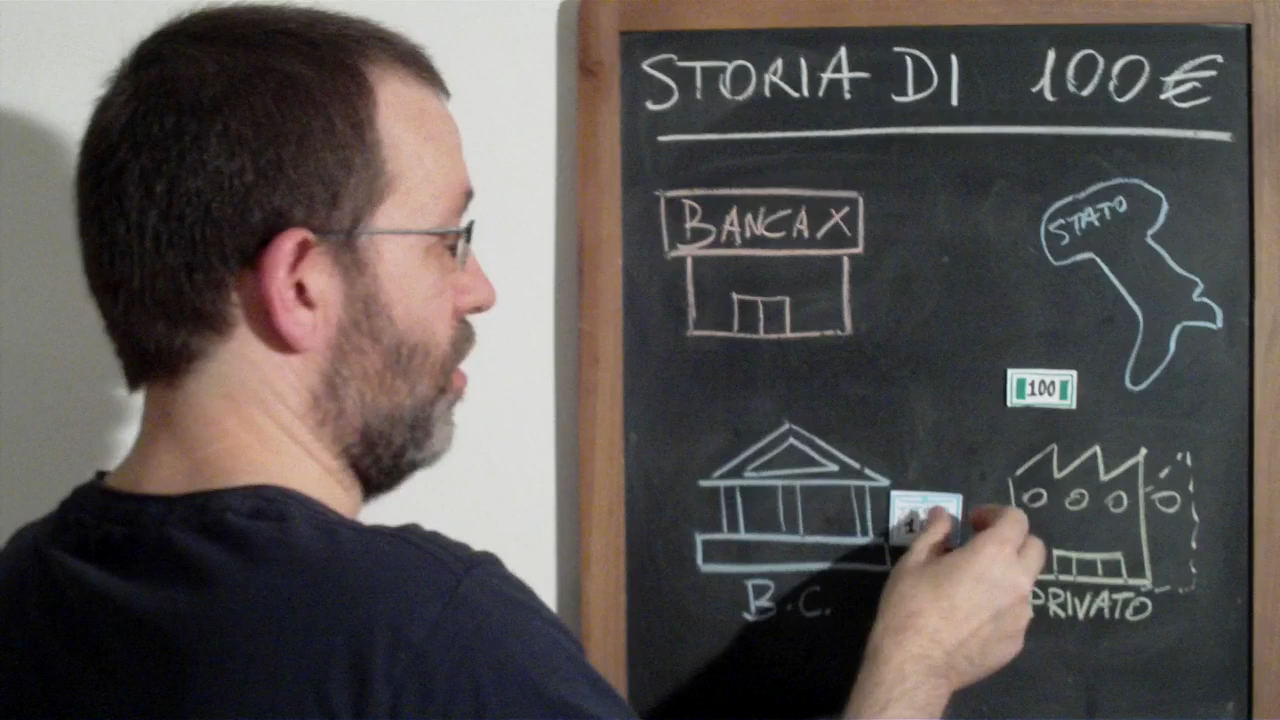 STORIA DI 100€
BANCA X
STATO
100
B.C.
PRIVATO